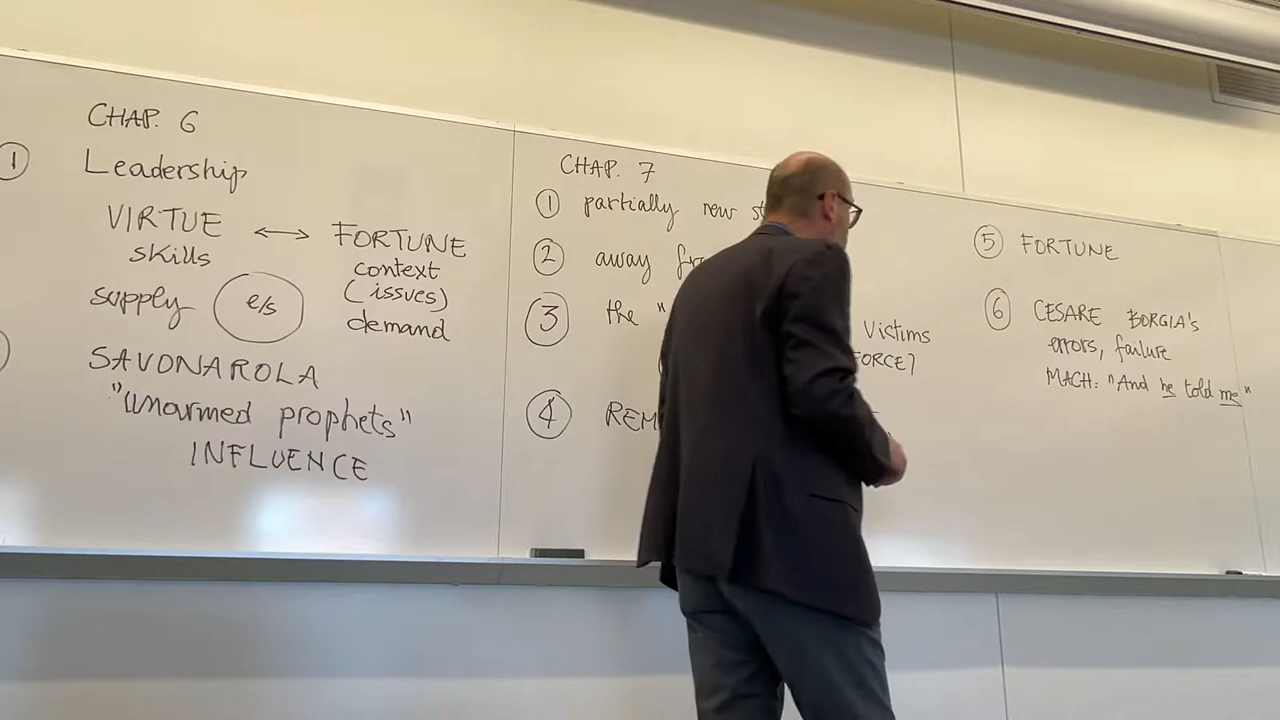 CHAP. 6
① Leadership
VIRTUE ↔ FORTUNE
skills context
(issues)
supply e/s demand
SAVONAROLA
"Unarmed prophets"
INFLUENCE
CHAP. 7
① partially new
② away
③ the "
Victims
FORCE?
④
⑤ FORTUNE
⑥ CESARE BORGIA'S
errors, failure
MACH: "And he told me"